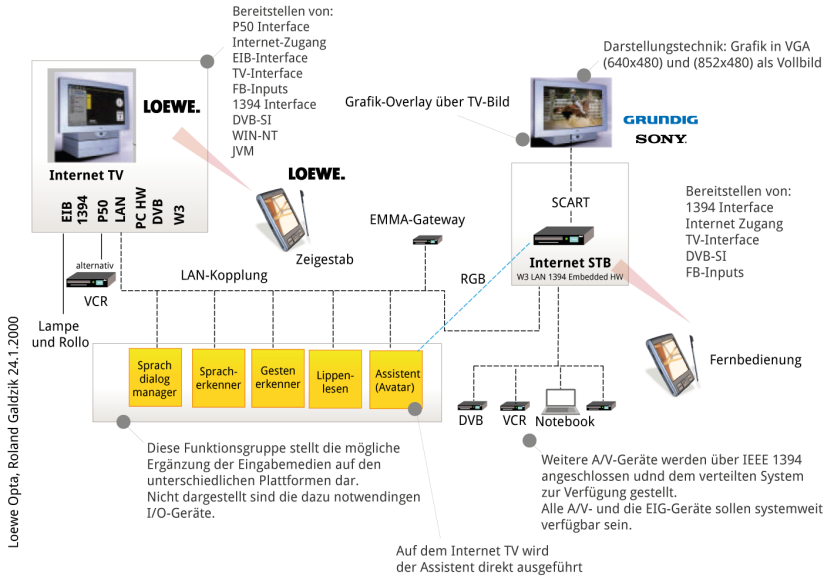 Bereitstellen von:
P50 Interface
Internet-Zugang
EIB-Interface
TV-Interface
FB-Inputs
1394 Interface
DVB-SI
WIN-NT
JVM
LOEWE.
Internet TV
EIB
1394
P50
LAN
PC HW
DVB
W3
LOEWE.
Zeigestab
alternativ
VCR
Lampe
und Rollo
LAN-Kopplung
EMMA-Gateway
Grafik-Overlay über TV-Bild
Darstellungstechnik: Grafik in VGA
(640x480) und (852x480) als Vollbild
GRUNDIG
SONY
SCART
Internet STB
W3 LAN 1394 Embedded HW
RGB
Bereitstellen von:
1394 Interface
Internet Zugang
TV-Interface
DVB-SI
FB-Inputs
Fernbedienung
Sprach
dialog
manager
Sprach-
erkenner
Gesten
erkenner
Lippen-
lesen
Assistent
(Avatar)
DVB
VCR
Notebook
Diese Funktionsgruppe stellt die mögliche
Ergänzung der Eingabemedien auf den
unterschiedlichen Plattformen dar.
Nicht dargestellt sind die dazu notwendingen
I/O-Geräte.
Weitere A/V-Geräte werden über IEEE 1394
angeschlossen udnd dem verteilten System
zur Verfügung gestellt.
Alle A/V- und die EIG-Geräte sollen systemweit
verfügbar sein.
Auf dem Internet TV wird
der Assistent direkt ausgeführt
Loewe Opta, Roland Galdzik 24.1.2000